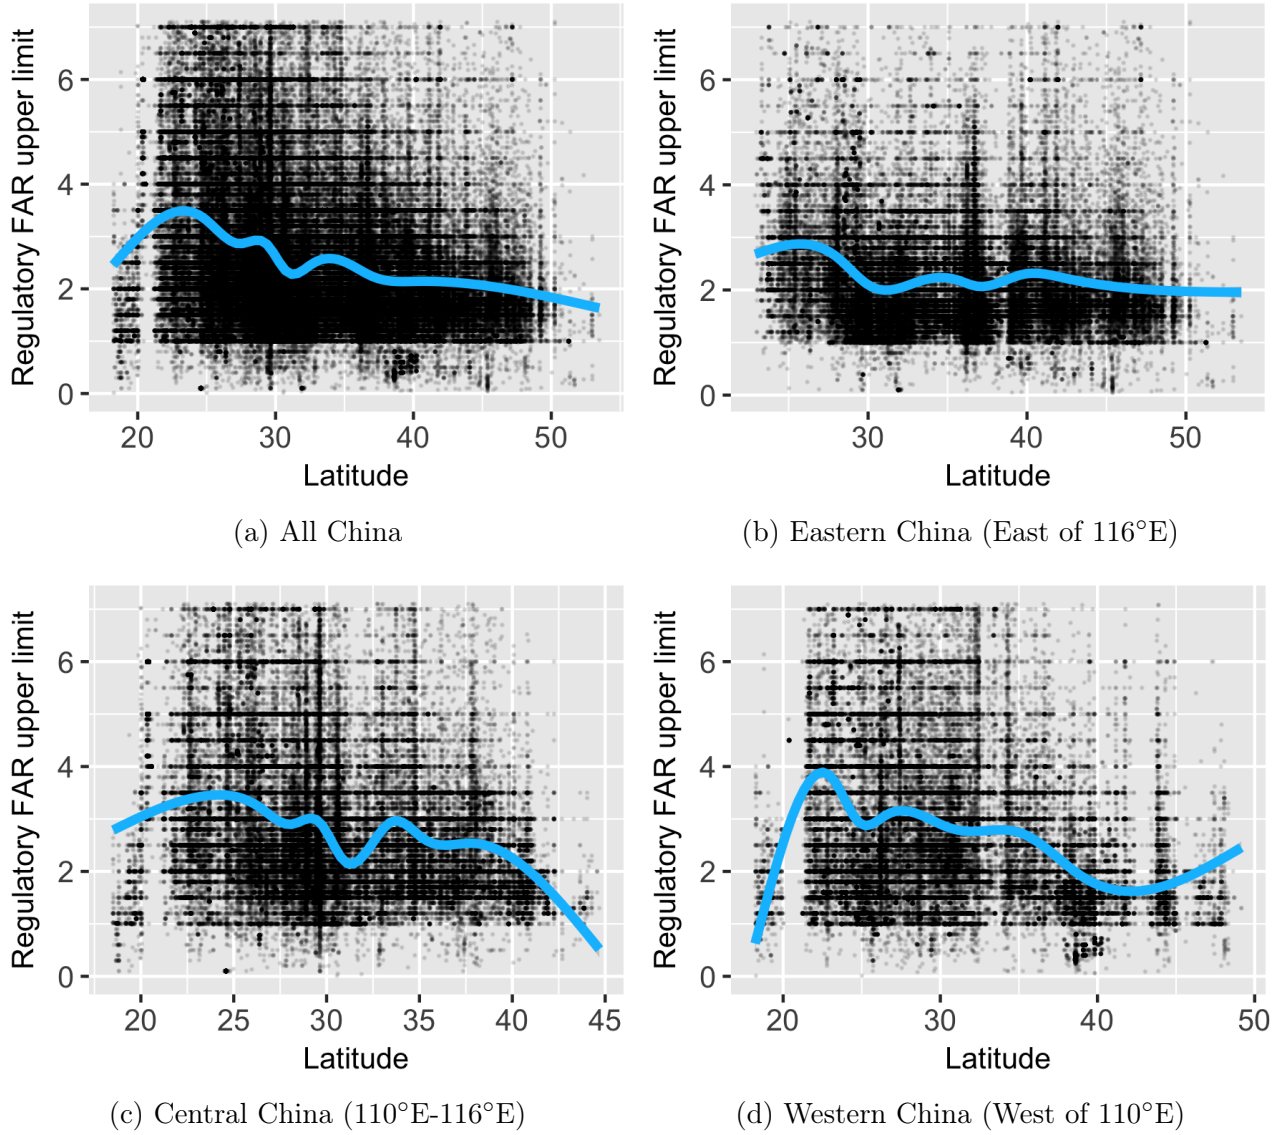 Regulatory FAR upper limit
6
4
2
0
20 30 40 50
Latitude
(a) All China
Regulatory FAR upper limit
6
4
2
0
30 40 50
Latitude
(b) Eastern China (East of 116°E)
Regulatory FAR upper limit
6
4
2
0
20 25 30 35 40 45
Latitude
(c) Central China (110°E-116°E)
Regulatory FAR upper limit
6
4
2
0
20 30 40 50
Latitude
(d) Western China (West of 110°E)